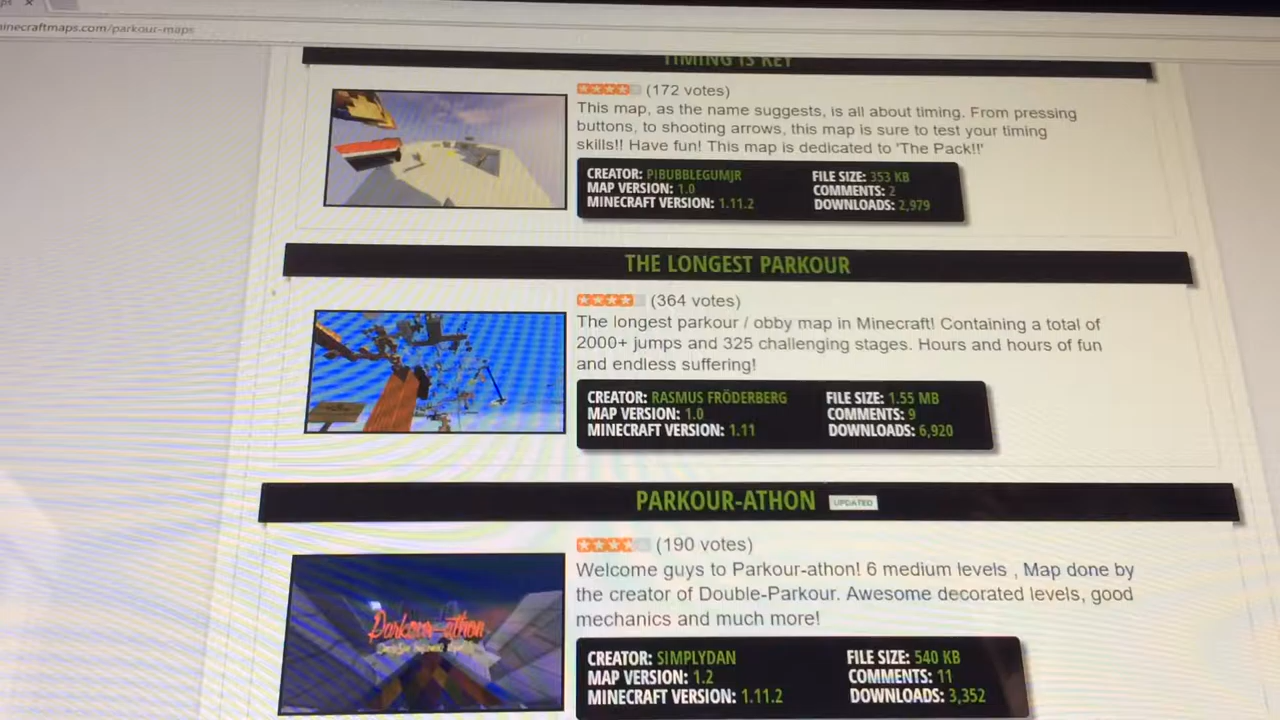 inecraftmaps.com/parkour-maps
TIMING IS KEY
(172 votes)
This map, as the name suggests, is all about timing. From pressing
buttons, to shooting arrows, this map is sure to test your timing
skills!! Have fun! This map is dedicated to 'The Pack!!'
CREATOR: PIBUBBLEGUMJR
MAP VERSION: 1.0
MINECRAFT VERSION: 1.11.2
FILE SIZE: 353 KB
COMMENTS: 2
DOWNLOADS: 2,979
THE LONGEST PARKOUR
(364 votes)
The longest parkour / obby map in Minecraft! Containing a total of
2000+ jumps and 325 challenging stages. Hours and hours of fun
and endless suffering!
CREATOR: RASMUS FRÖDERBERG
MAP VERSION: 1.0
MINECRAFT VERSION: 1.11
FILE SIZE: 1.55 MB
COMMENTS: 9
DOWNLOADS: 6,920
PARKOUR-ATHON UPDATED
(190 votes)
Welcome guys to Parkour-athon! 6 medium levels , Map done by
the creator of Double-Parkour. Awesome decorated levels, good
mechanics and much more!
Parkour-athon
CREATOR: SIMPLYDAN
MAP VERSION: 1.2
MINECRAFT VERSION: 1.11.2
FILE SIZE: 540 KB
COMMENTS: 11
DOWNLOADS: 3,352